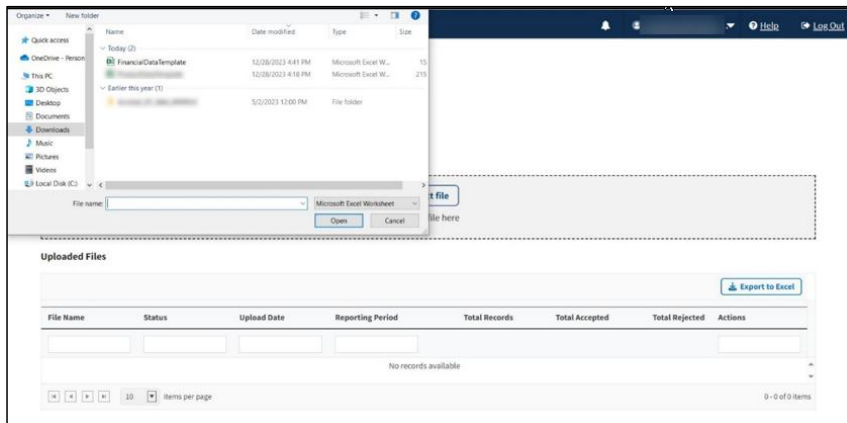 Organize New folder
Name Date modified Type Size
Quick access
Today (2)
OneDrive - Person
FinancialDataTemplate 12/28/2023 4:41 PM Microsoft Excel W... 15
12/28/2023 4:18 PM Microsoft Excel W... 215
This PC
Earlier this year (1)
3D Objects
5/2/2023 12:00 PM File folder
Desktop
Documents
Downloads
Music
Pictures
Videos
Local Disk (C:)
File name: Microsoft Excel Worksheet
Open Cancel
Help Log Out
t file
file here
Uploaded Files
Export to Excel
File Name Status Upload Date Reporting Period Total Records Total Accepted Total Rejected Actions
No records available
10 items per page 0 - 0 of 0 items